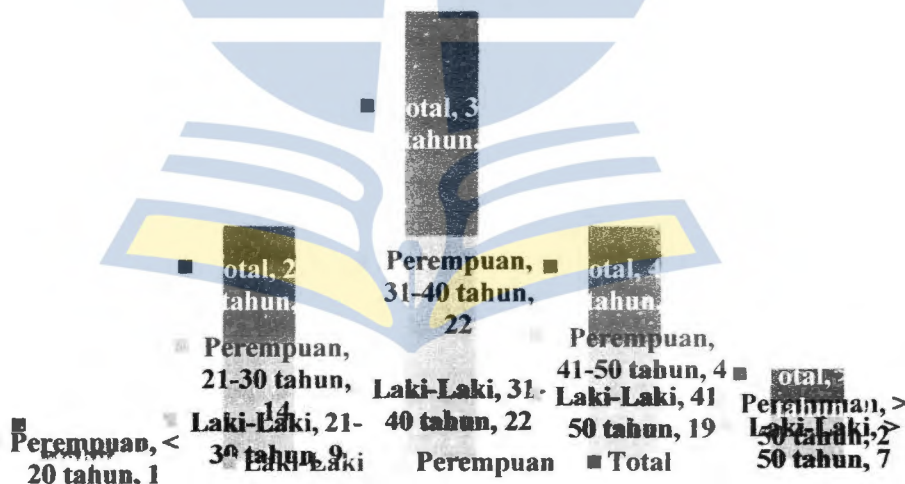 otal, 3
tahun,
otal, 2
tahun,
Perempuan,
31-40 tahun,
22
otal, 4
tahun,
Perempuan,
21-30 tahun,
14
Perempuan,
41-50 tahun, 4
Laki-Laki, 21-
30 tahun, 9
Laki-Laki, 31-
40 tahun, 22
Laki-Laki, 41
50 tahun, 19
otal,
Perempuan, >
50 tahun, 2
Laki-Laki, >
50 tahun, 7
Perempuan, <
20 tahun, 1
Laki-Laki
Perempuan
Total